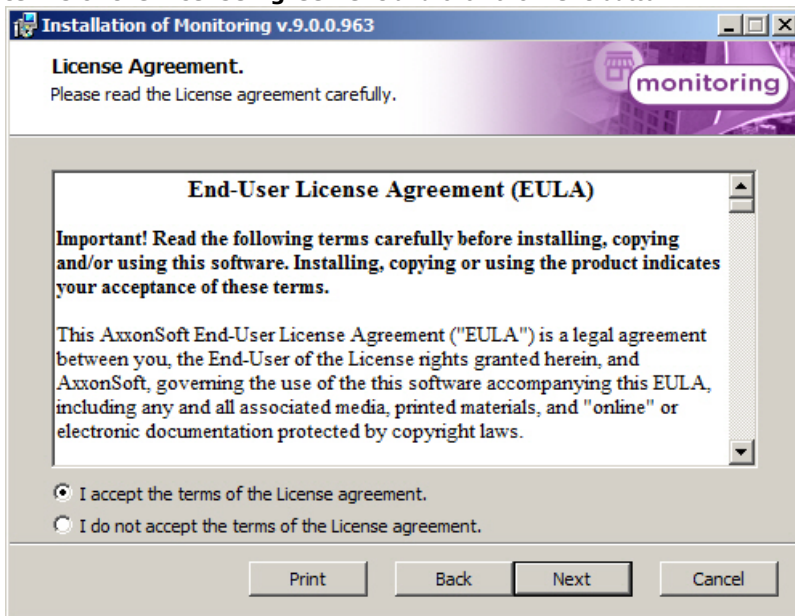 Installation of Monitoring v.9.0.0.963
License Agreement.
Please read the License agreement carefully.
monitoring
End-User License Agreement (EULA)
Important! Read the following terms carefully before installing, copying
and/or using this software. Installing, copying or using the product indicates
your acceptance of these terms.
This AxxonSoft End-User License Agreement ("EULA") is a legal agreement
between you, the End-User of the License rights granted herein, and
AxxonSoft, governing the use of the this software accompanying this EULA,
including any and all associated media, printed materials, and "online" or
electronic documentation protected by copyright laws.
I accept the terms of the License agreement.
I do not accept the terms of the License agreement.
Print Back Next Cancel